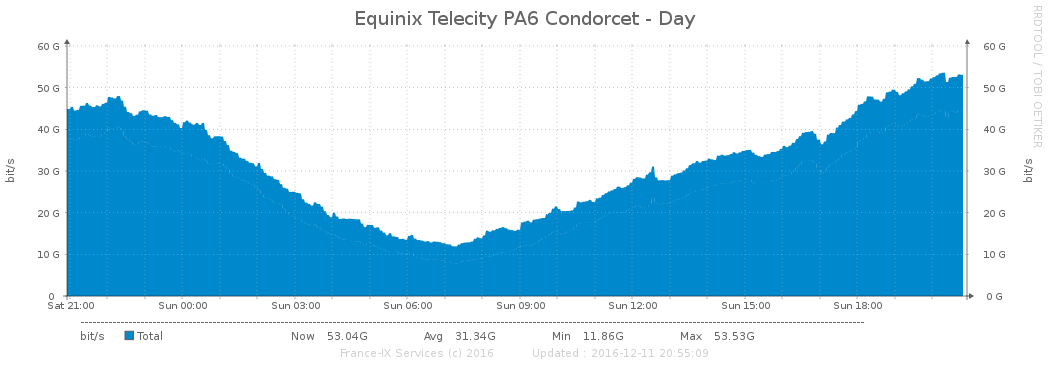 Equinix Telecity PA6 Condorcet - Day
RRDTOOL / TOBI OETIKER
60 G 60 G
50 G 50 G
40 G 40 G
30 G 30 G
20 G 20 G
10 G 10 G
0 0 G
bit/s
bit/s
Sat 21:00 Sun 00:00 Sun 03:00 Sun 06:00 Sun 09:00 Sun 12:00 Sun 15:00 Sun 18:00
bit/s Total Now 53.04G Avg 31.34G Min 11.86G Max 53.53G
France-IX Services (c) 2016 Updated : 2016-12-11 20:55:09